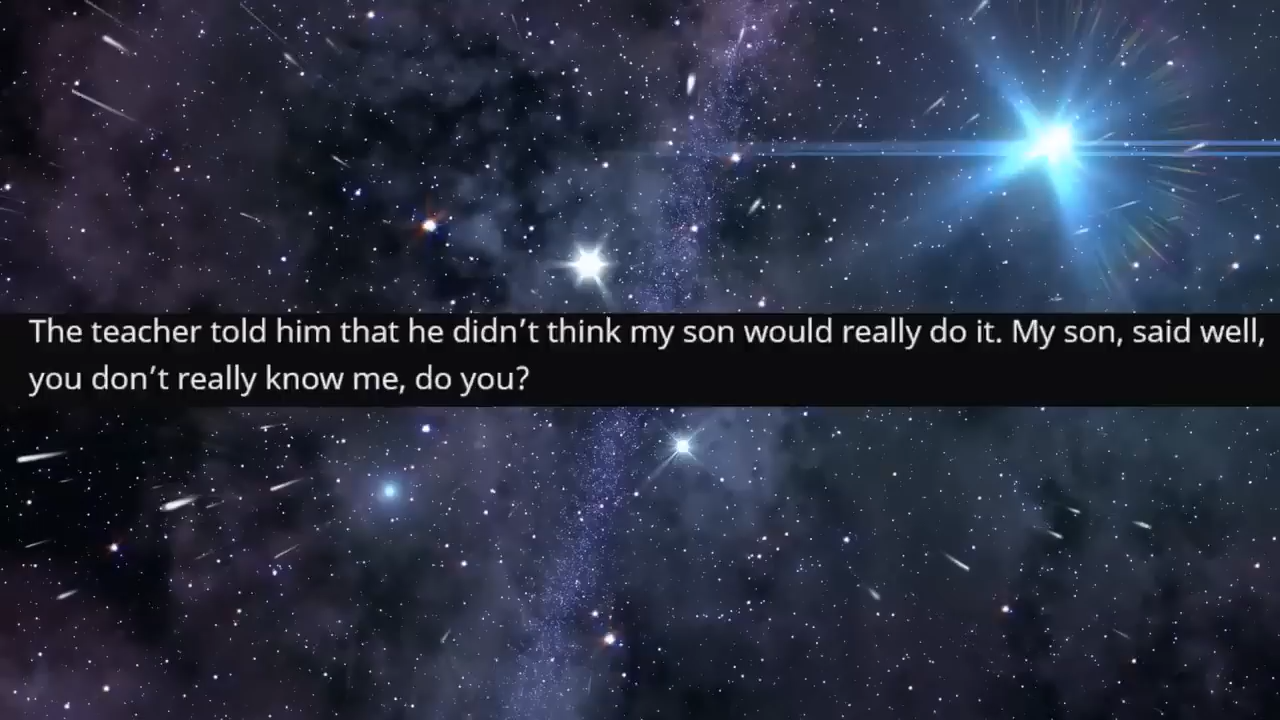 The teacher told him that he didn’t think my son would really do it. My son, said well,
you don’t really know me, do you?